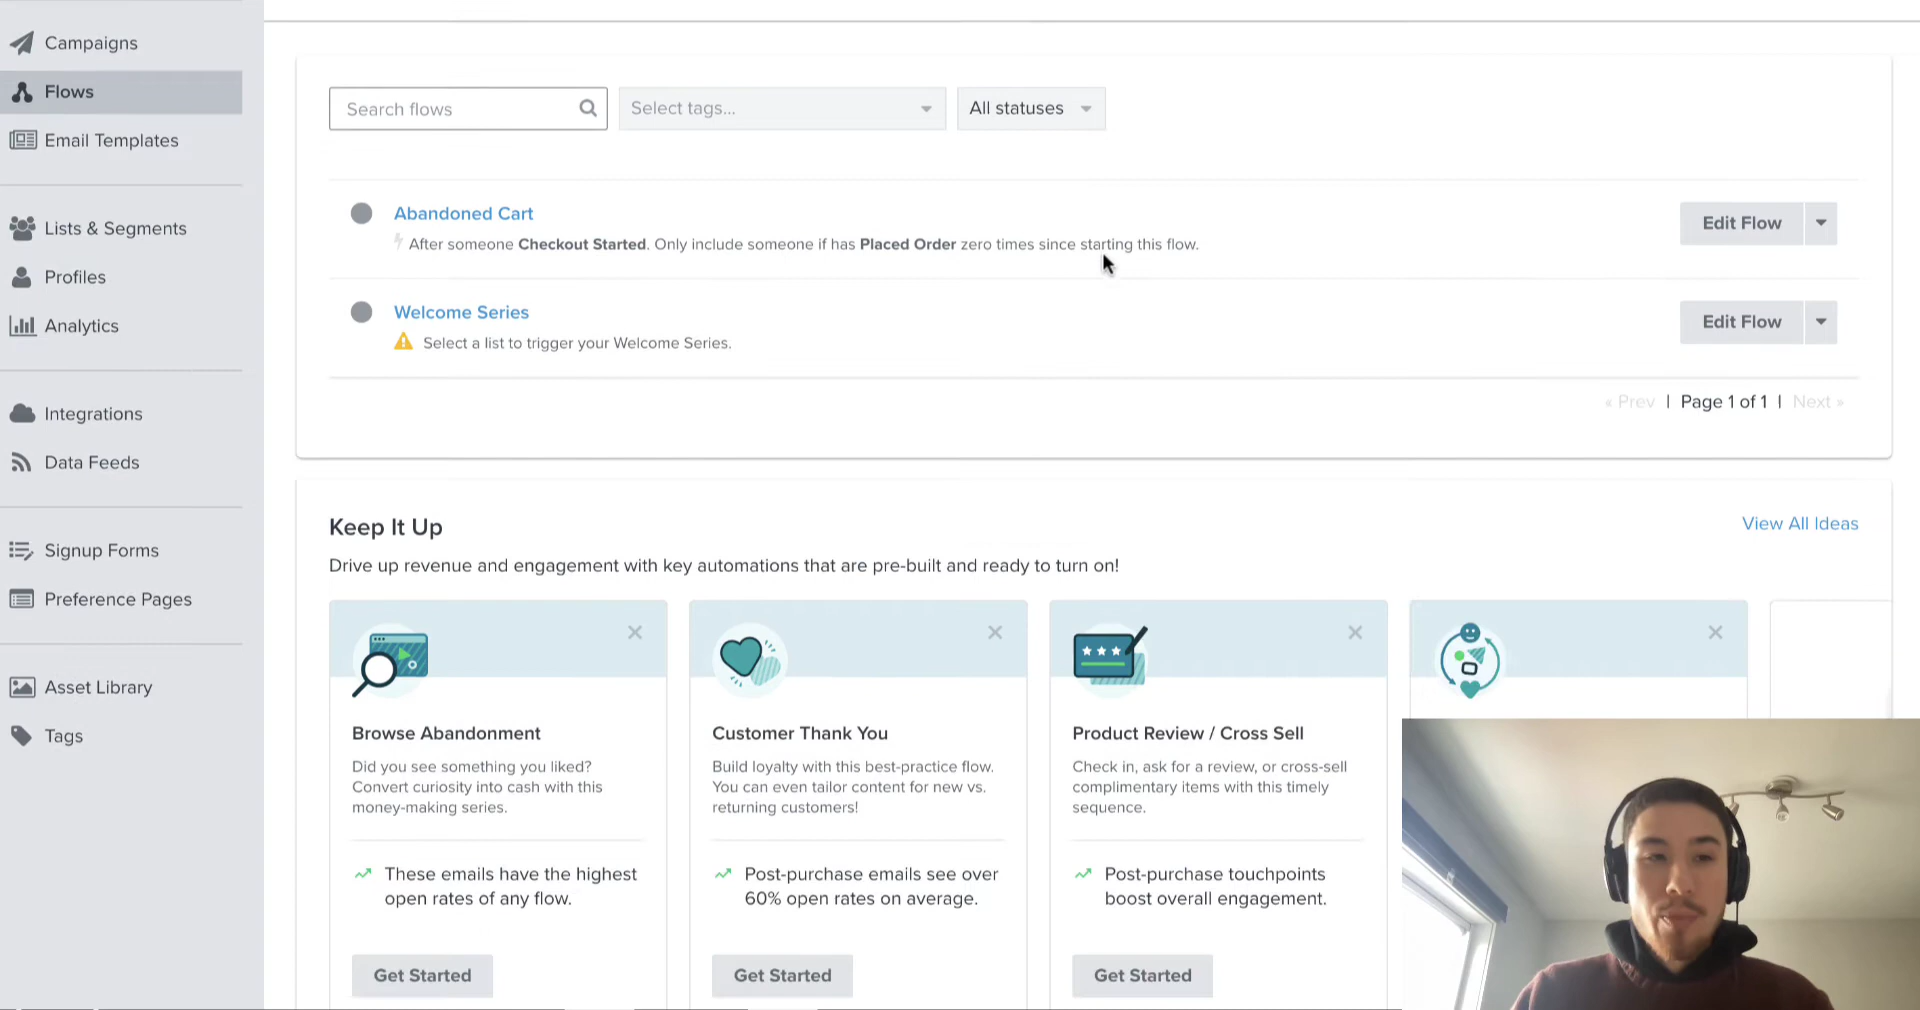 Campaigns
Flows
Email Templates
Lists & Segments
Profiles
Analytics
Integrations
Data Feeds
Signup Forms
Preference Pages
Asset Library
Tags
Search flows
Select tags...
All statuses
Abandoned Cart
After someone Checkout Started. Only include someone if has Placed Order zero times since starting this flow.
Edit Flow
Welcome Series
Select a list to trigger your Welcome Series.
Edit Flow
« Prev | Page 1 of 1 | Next »
Keep It Up
View All Ideas
Drive up revenue and engagement with key automations that are pre-built and ready to turn on!
Browse Abandonment
Did you see something you liked?
Convert curiosity into cash with this
money-making series.
These emails have the highest
open rates of any flow.
Get Started
Customer Thank You
Build loyalty with this best-practice flow.
You can even tailor content for new vs.
returning customers!
Post-purchase emails see over
60% open rates on average.
Get Started
Product Review / Cross Sell
Check in, ask for a review, or cross-sell
complimentary items with this timely
sequence.
Post-purchase touchpoints
boost overall engagement.
Get Started